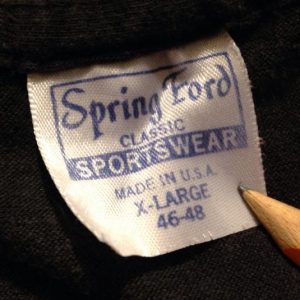 Spring Ford
CLASSIC
SPORTSWEAR
MADE IN U.S.A.
X-LARGE
46-48